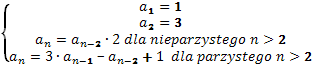 a₁ = 1
a₂ = 3
aₙ = aₙ₋₂ · 2 dla nieparzystego n > 2
aₙ = 3 · aₙ₋₁ − aₙ₋₂ + 1 dla parzystego n > 2